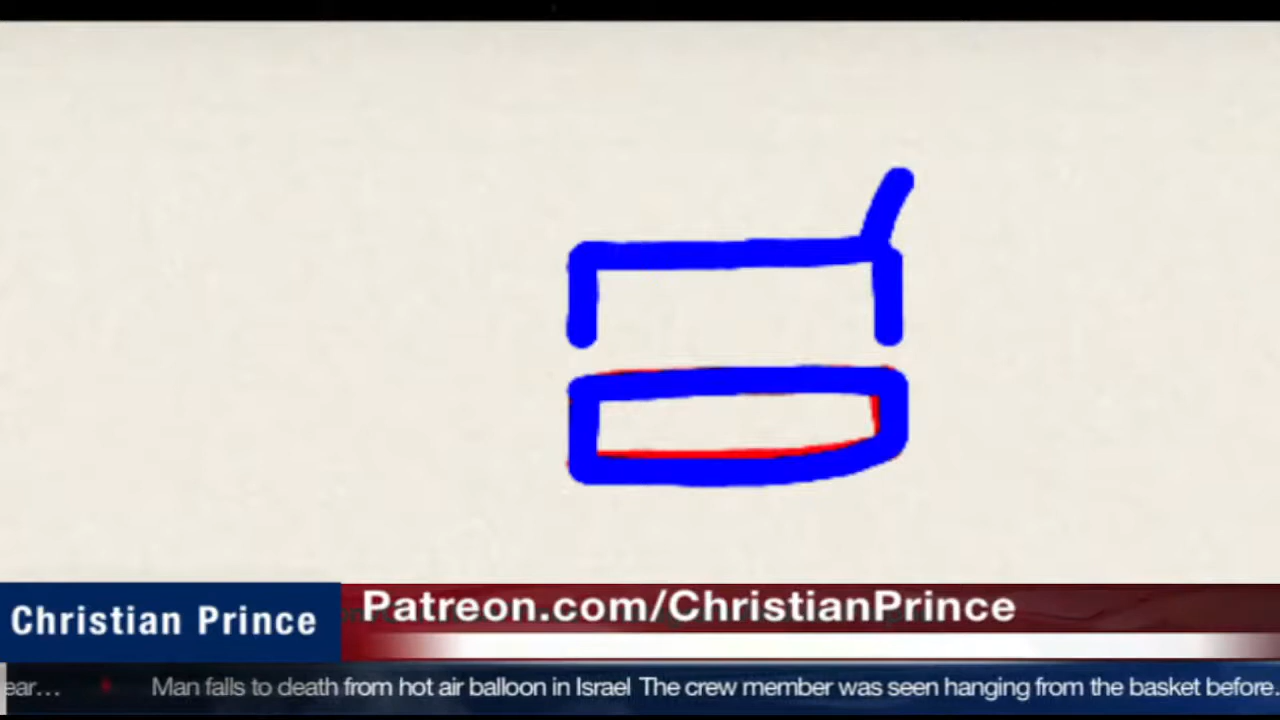 Christian Prince
Patreon.com/ChristianPrince
ear... Man falls to death from hot air balloon in Israel The crew member was seen hanging from the basket before.